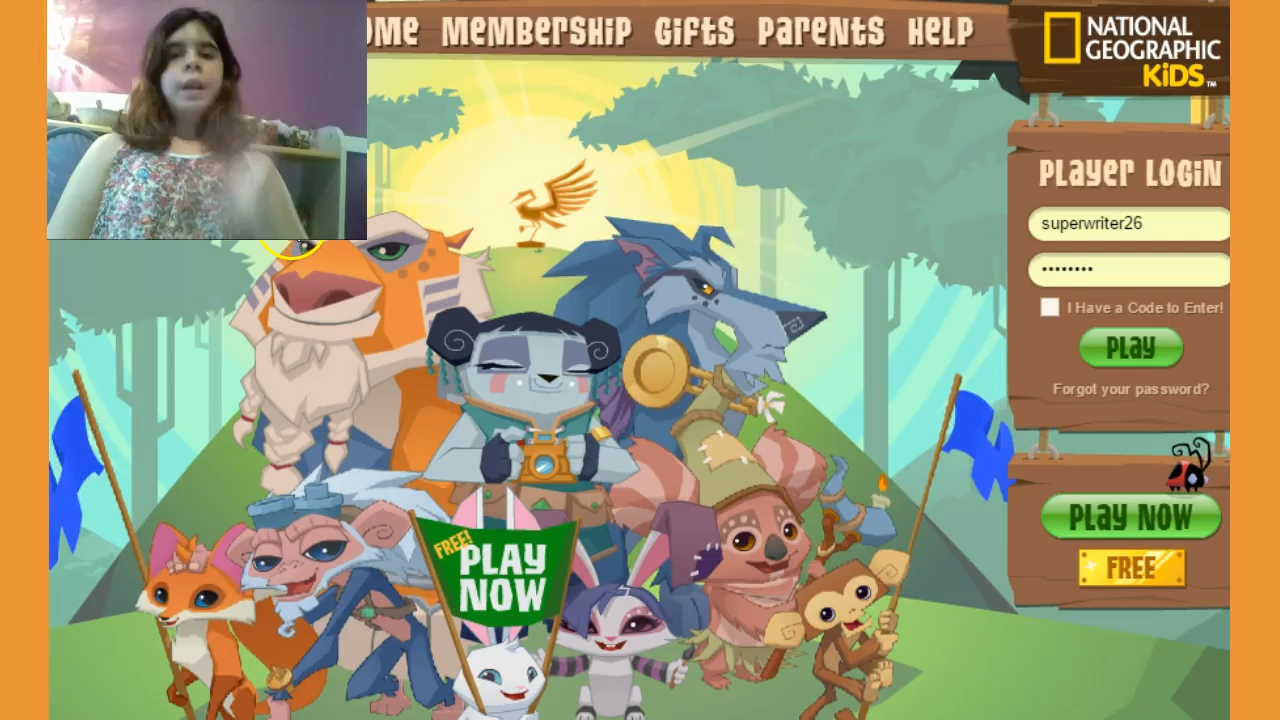 OME MEMBERSHIP GIFTS PARENTS HELP
NATIONAL
GEOGRAPHIC
KiDS™
PLAYER LOGIN
superwriter26
••••••••
I Have a Code to Enter!
PLAY
Forgot your password?
PLAY NOW
FREE
FREE!
PLAY
NOW